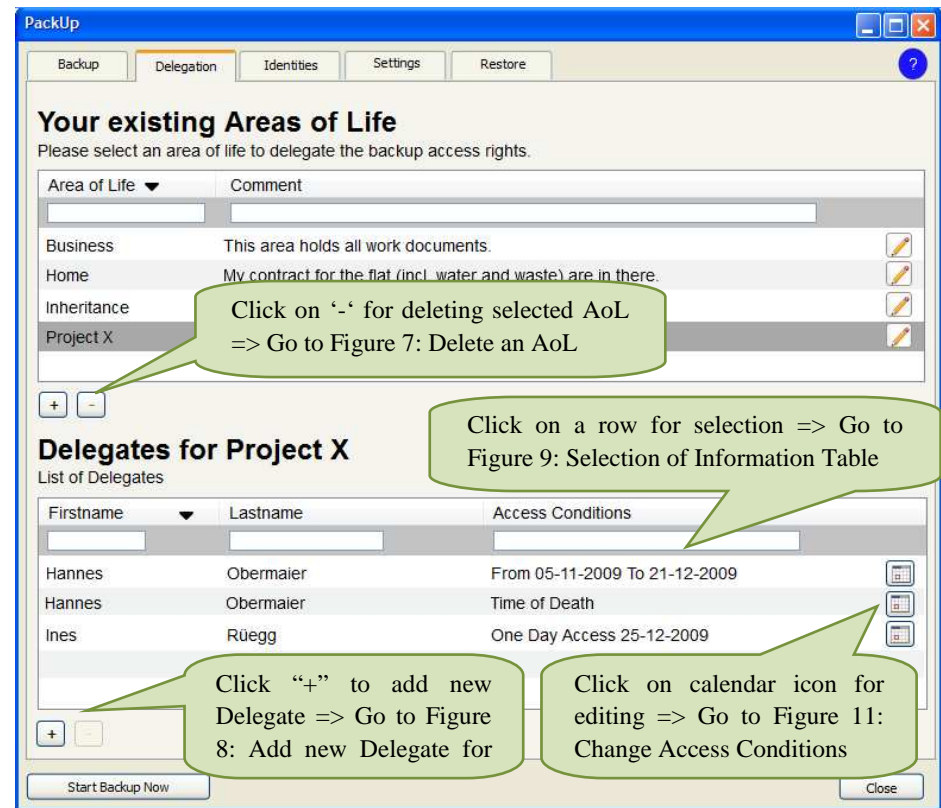 PackUp
Backup Delegation Identities Settings Restore ?
Your existing Areas of Life
Please select an area of life to delegate the backup access rights.
Area of Life Comment
Business This area holds all work documents.
Home My contract for the flat (incl. water and waste) are in there.
Inheritance
Project X
Click on ‘-‘ for deleting selected AoL
=> Go to Figure 7: Delete an AoL
+ -
Click on a row for selection => Go to
Figure 9: Selection of Information Table
Delegates for Project X
List of Delegates
Firstname Lastname Access Conditions
Hannes Obermaier From 05-11-2009 To 21-12-2009
Hannes Obermaier Time of Death
Ines Rüegg One Day Access 25-12-2009
Click “+” to add new
Delegate => Go to Figure
8: Add new Delegate for
Click on calendar icon for
editing => Go to Figure 11:
Change Access Conditions
+ -
Start Backup Now Close